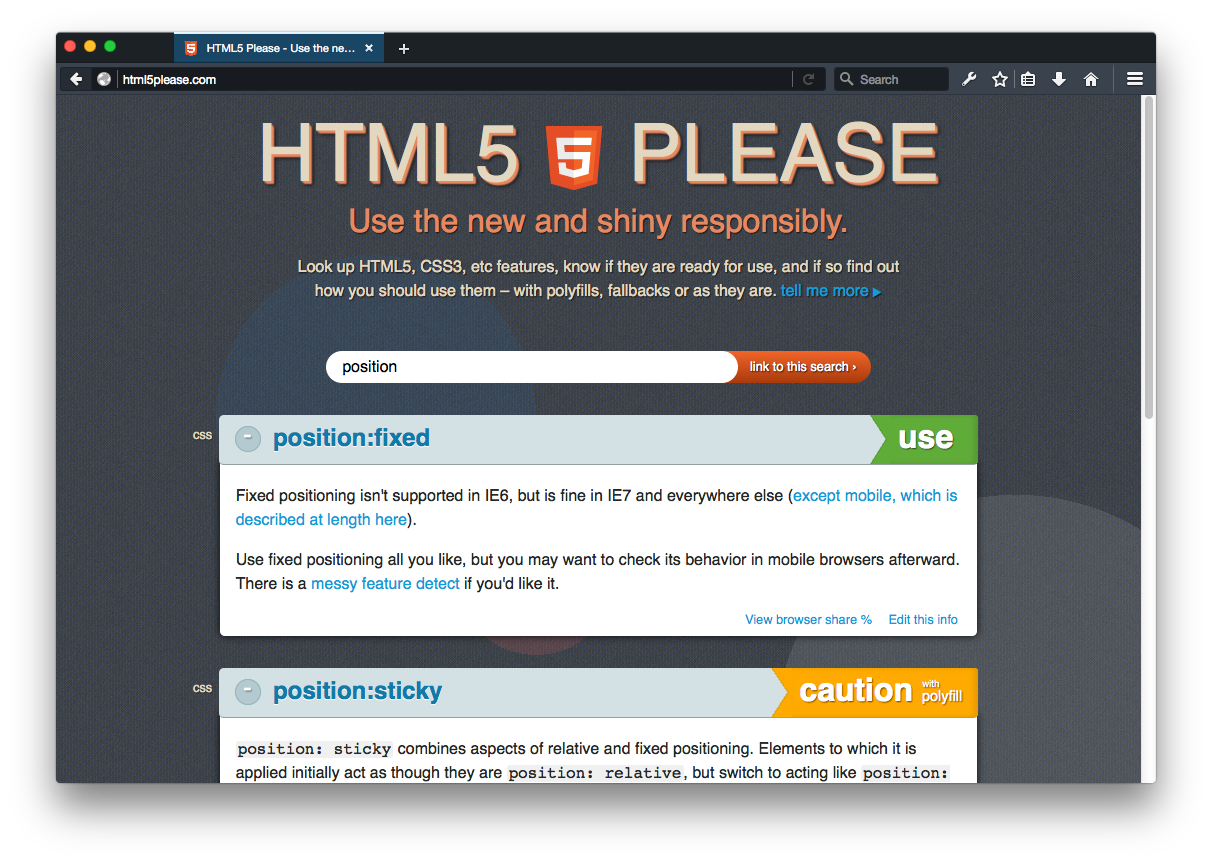 HTML5 Please - Use the ne...
html5please.com
Search
HTML5 5 PLEASE
Use the new and shiny responsibly.
Look up HTML5, CSS3, etc features, know if they are ready for use, and if so find out
how you should use them – with polyfills, fallbacks or as they are. tell me more ▸
position
link to this search ›
CSS
position:fixed
use
Fixed positioning isn't supported in IE6, but is fine in IE7 and everywhere else (except mobile, which is
described at length here).
Use fixed positioning all you like, but you may want to check its behavior in mobile browsers afterward.
There is a messy feature detect if you'd like it.
View browser share %
Edit this info
CSS
position:sticky
caution with polyfill
position: sticky combines aspects of relative and fixed positioning. Elements to which it is
applied initially act as though they are position: relative, but switch to acting like position: